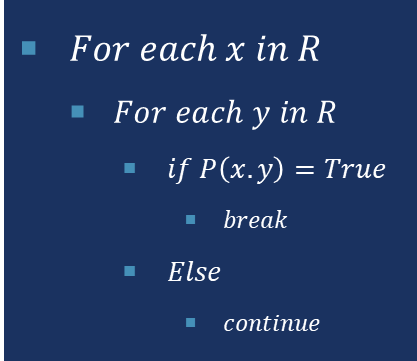 For each x in R
For each y in R
if P(x.y) = True
break
Else
continue